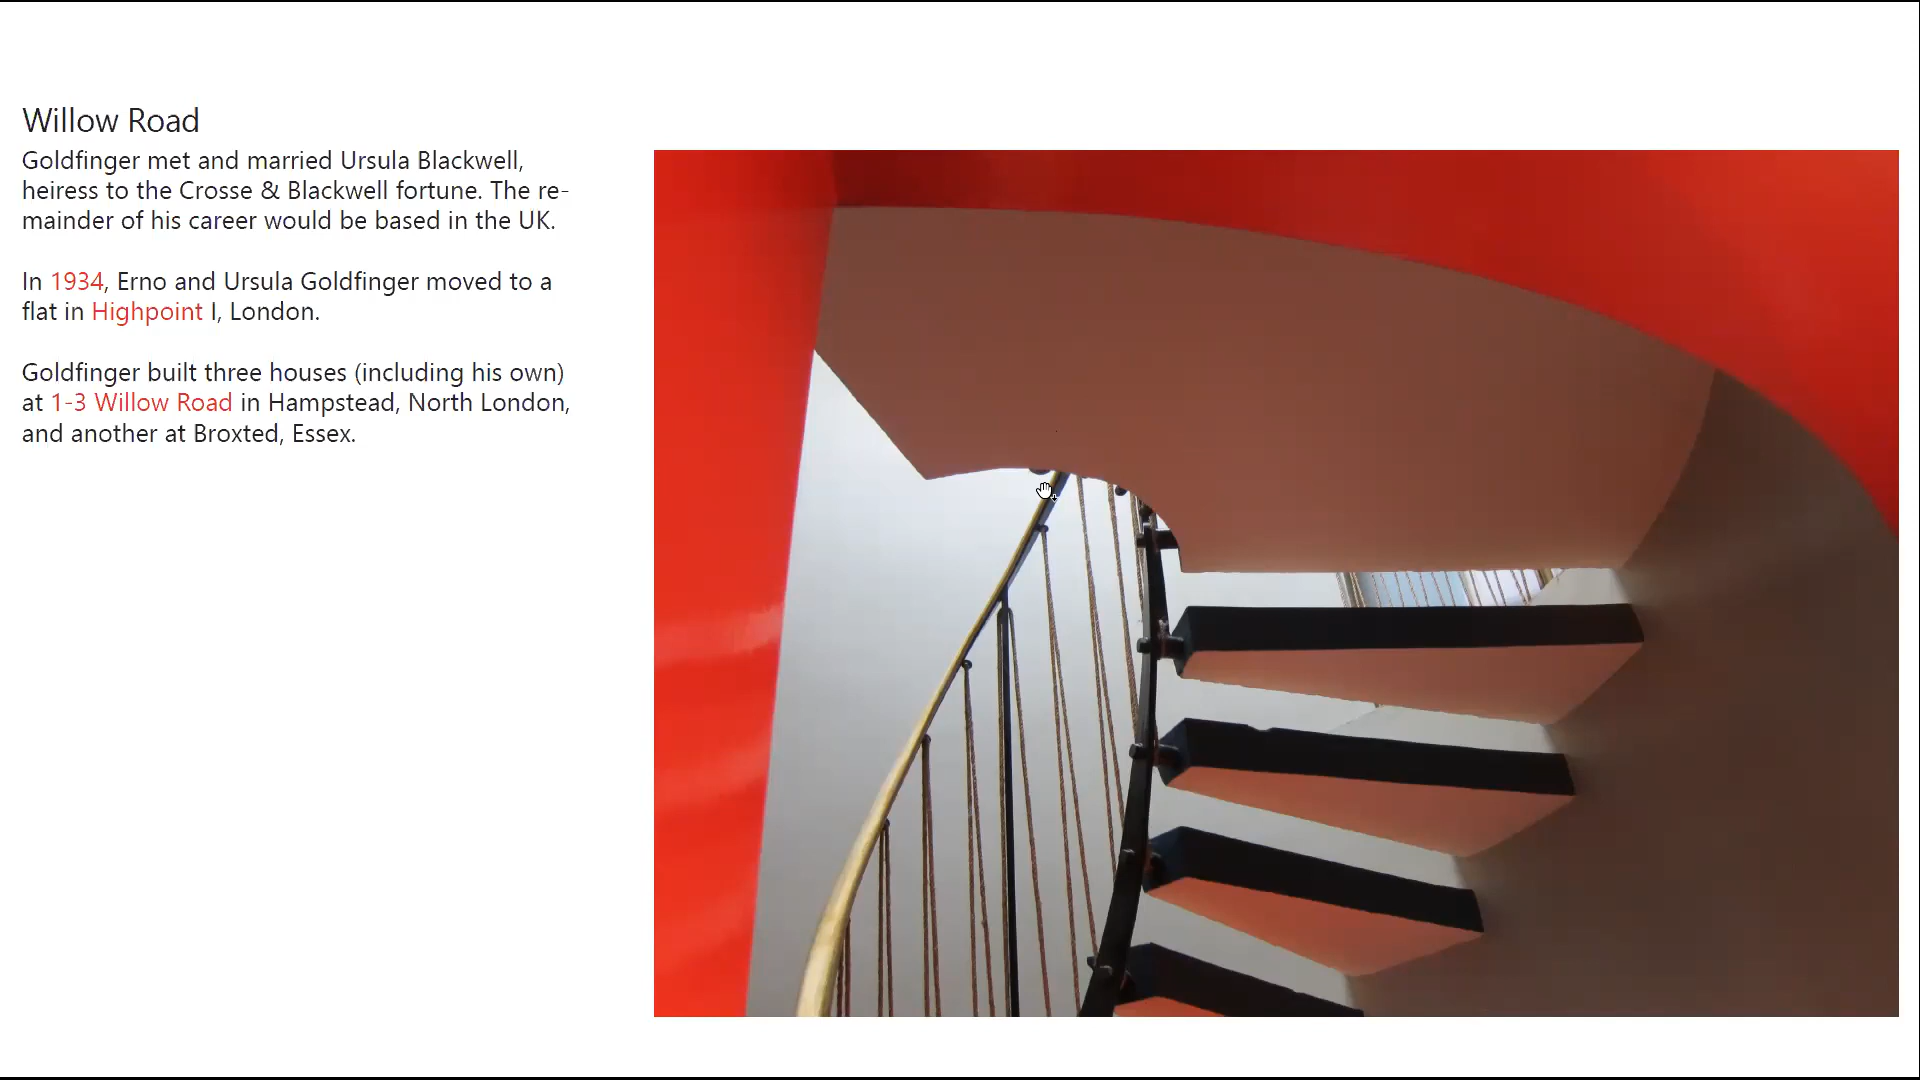 Willow Road
Goldfinger met and married Ursula Blackwell,
heiress to the Crosse & Blackwell fortune. The re-
mainder of his career would be based in the UK.
In 1934, Erno and Ursula Goldfinger moved to a
flat in Highpoint I, London.
Goldfinger built three houses (including his own)
at 1-3 Willow Road in Hampstead, North London,
and another at Broxted, Essex.